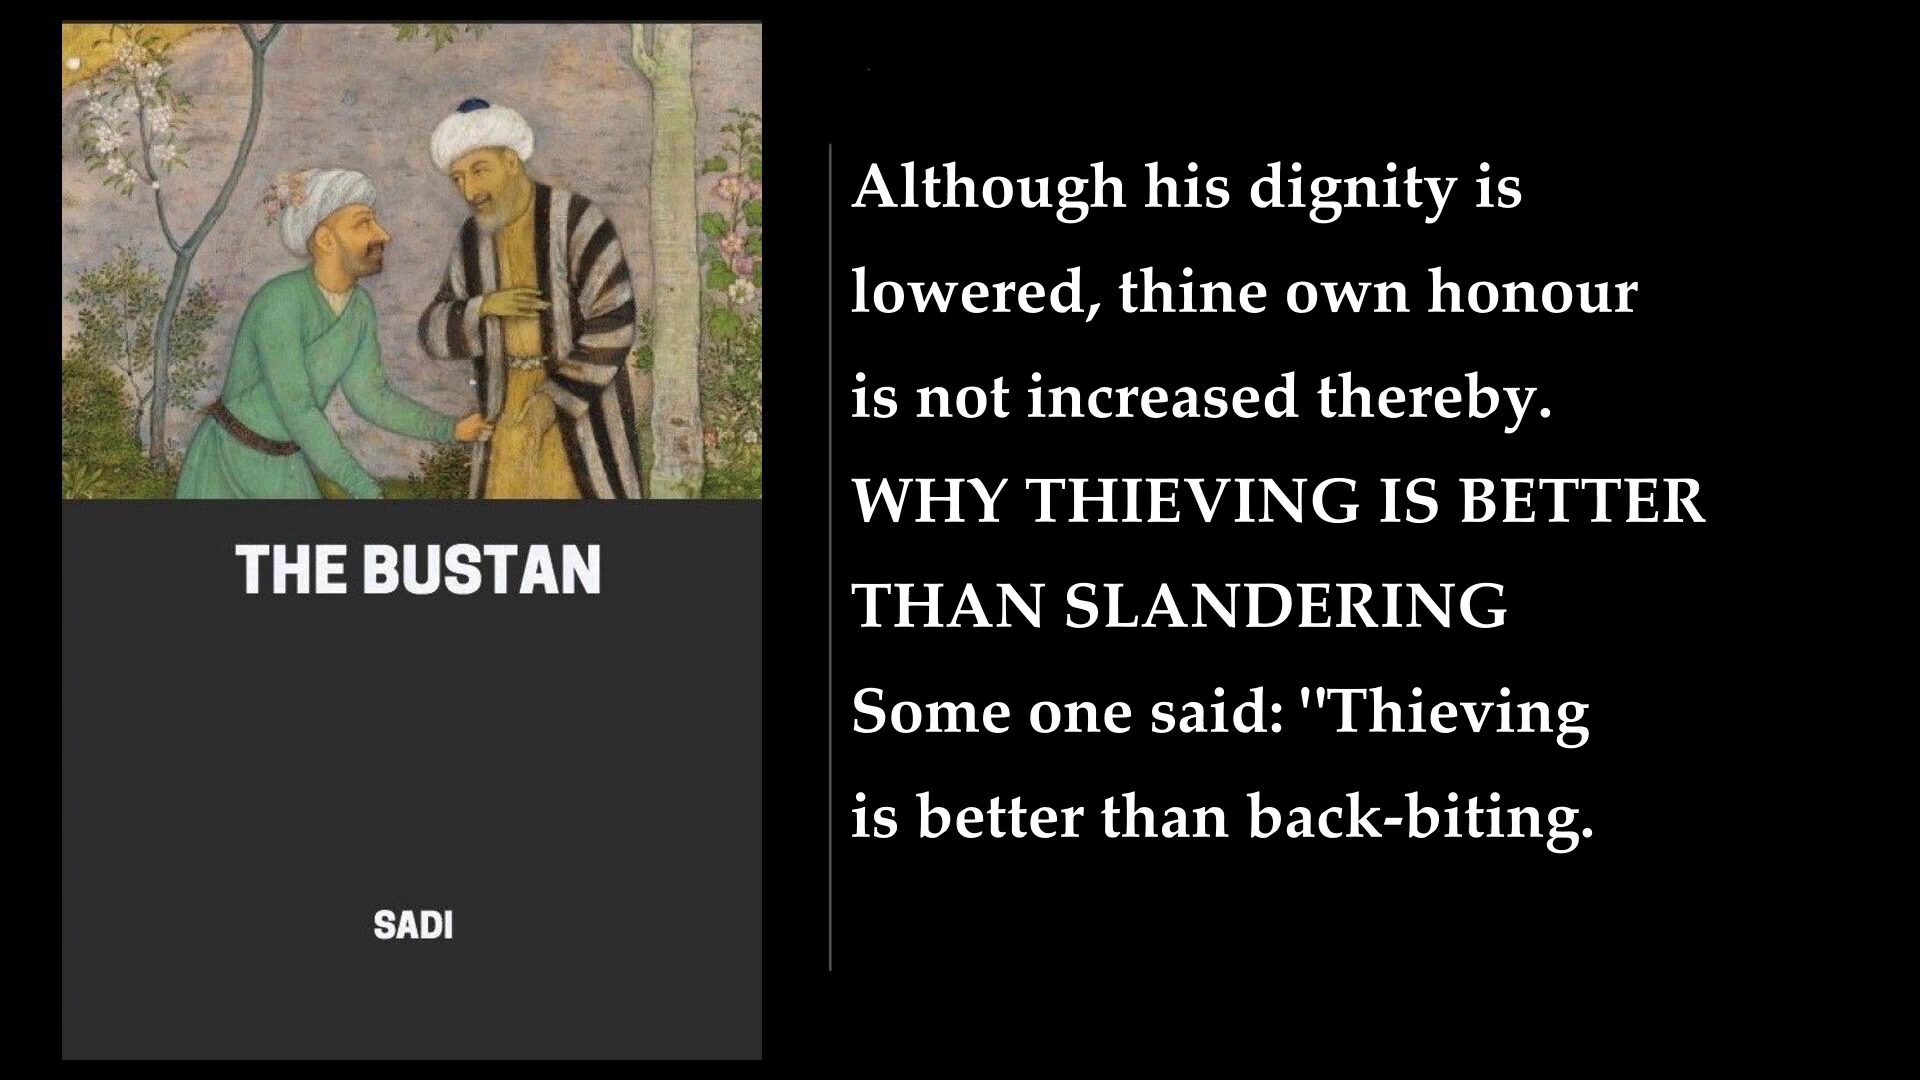 THE BUSTAN
SADI
Although his dignity is
lowered, thine own honour
is not increased thereby.
WHY THIEVING IS BETTER
THAN SLANDERING
Some one said: "Thieving
is better than back-biting.